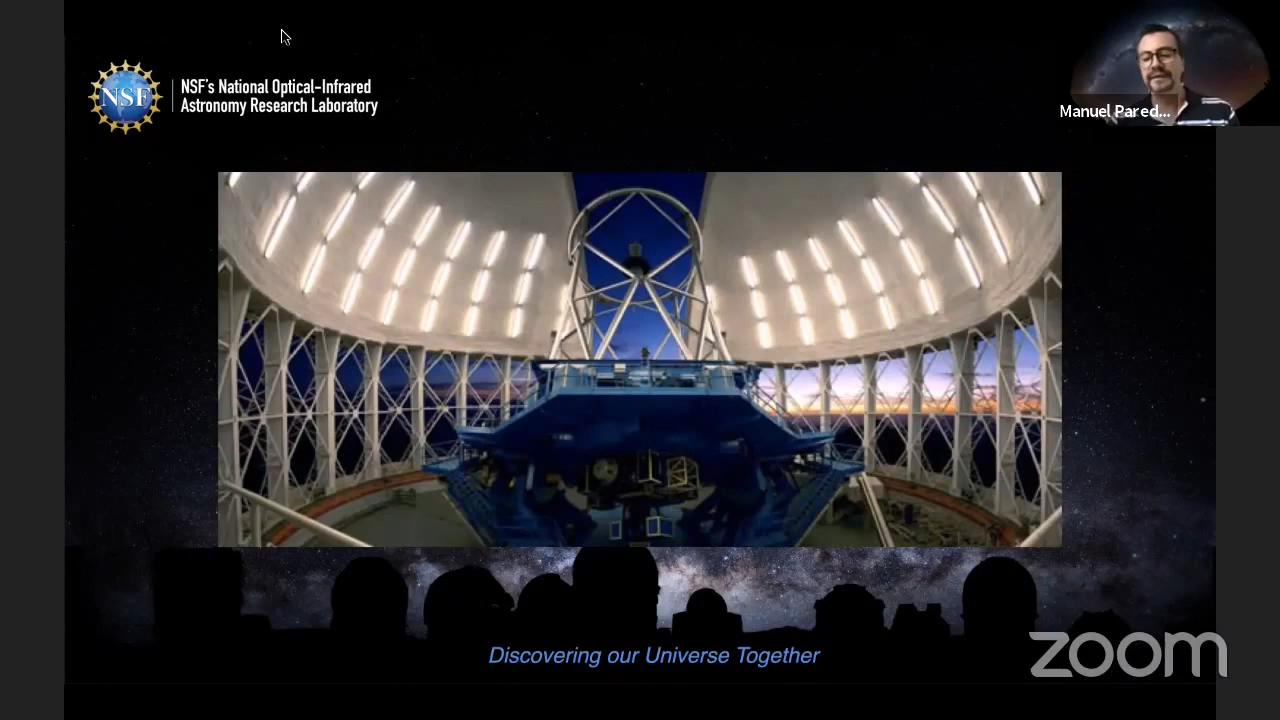 NSF
NSF's National Optical-Infrared
Astronomy Research Laboratory
Manuel Pared...
Discovering our Universe Together
zoom